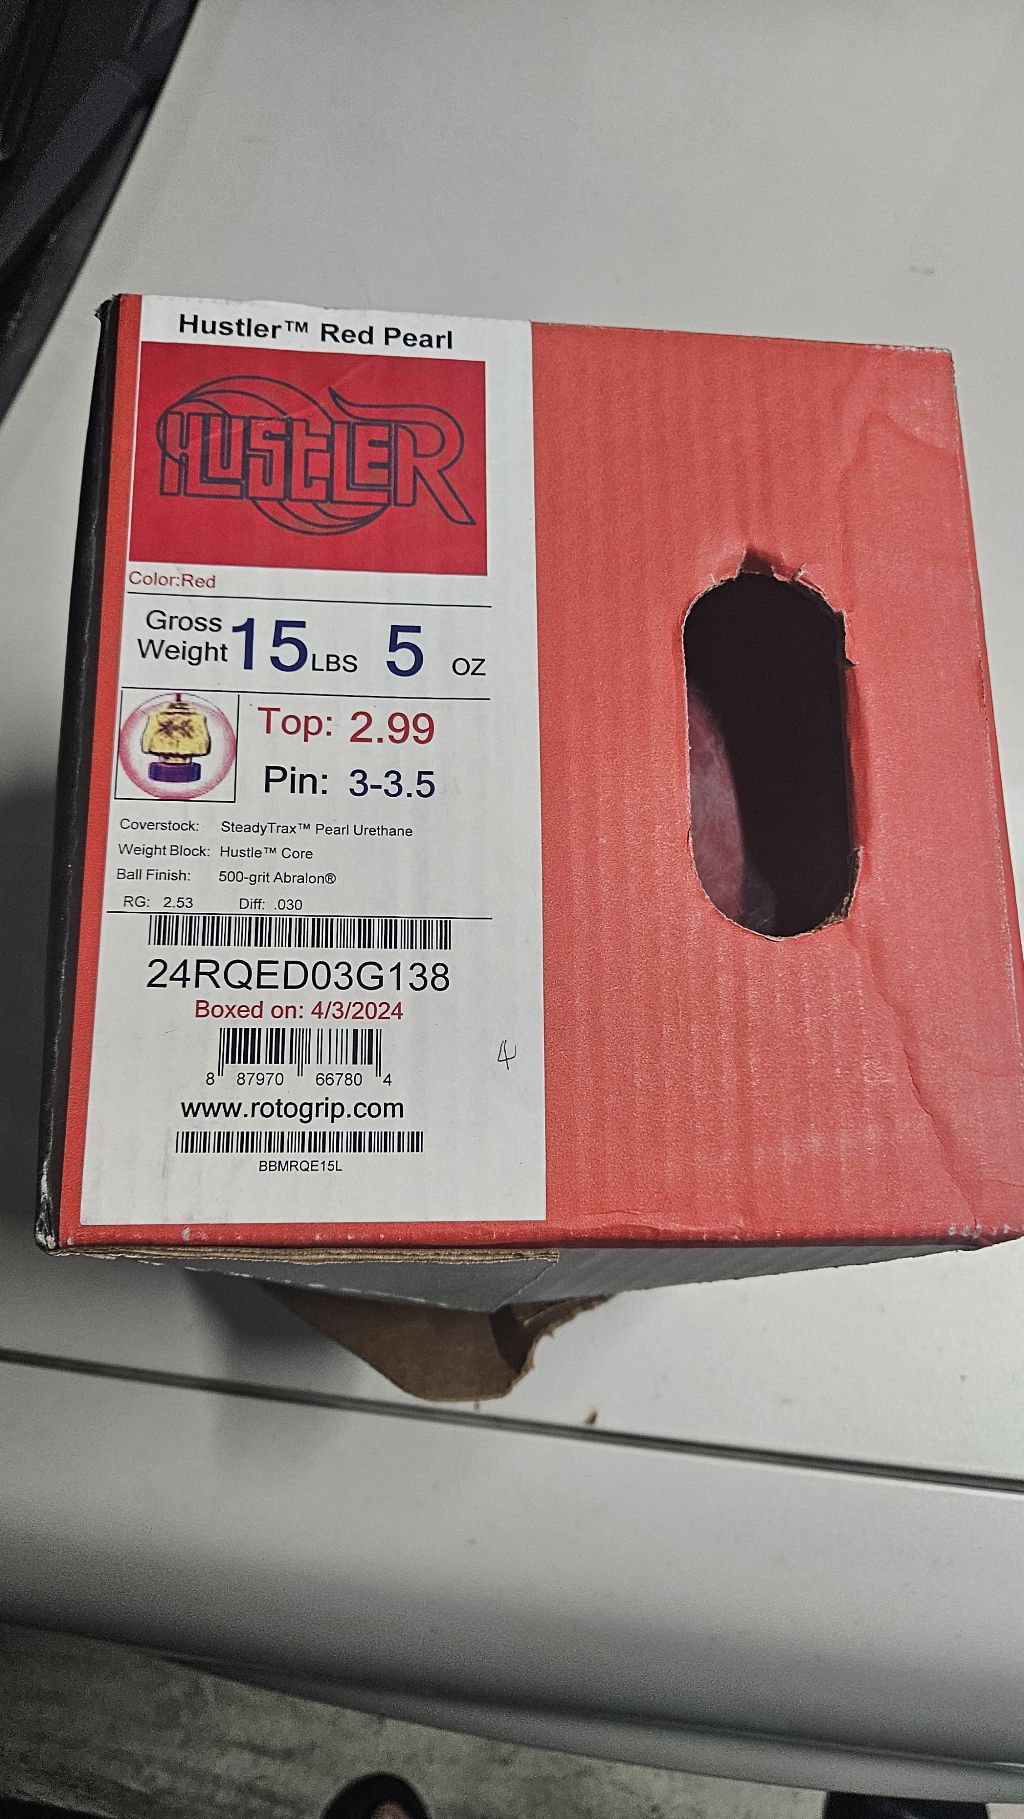 Hustler™ Red Pearl
HUSTLER
Color:Red
Gross Weight 15 LBS 5 OZ
Top: 2.99
Pin: 3-3.5
Coverstock: SteadyTrax™ Pearl Urethane
Weight Block: Hustle™ Core
Ball Finish: 500-grit Abralon®
RG: 2.53 Diff: .030
24RQED03G138
Boxed on: 4/3/2024
8 87970 66780 4
4
www.rotogrip.com
BBMRQE15L